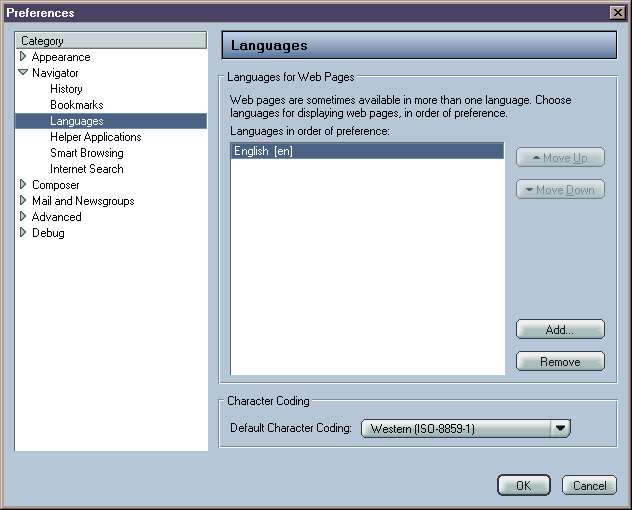 Preferences
Category
Appearance
Navigator
History
Bookmarks
Languages
Helper Applications
Smart Browsing
Internet Search
Composer
Mail and Newsgroups
Advanced
Debug
Languages
Languages for Web Pages
Web pages are sometimes available in more than one language. Choose
languages for displaying web pages, in order of preference.
Languages in order of preference:
English [en]
Move Up
Move Down
Add...
Remove
Character Coding
Default Character Coding:
Western (ISO-8859-1)
OK
Cancel